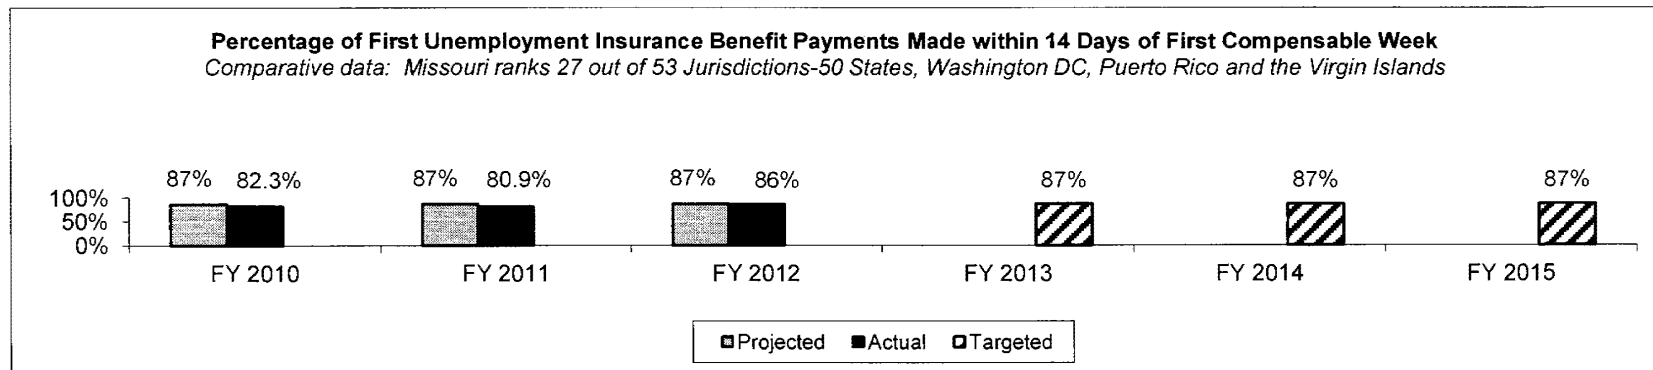 Percentage of First Unemployment Insurance Benefit Payments Made within 14 Days of First Compensable Week
Comparative data: Missouri ranks 27 out of 53 Jurisdictions-50 States, Washington DC, Puerto Rico and the Virgin Islands
87% 82.3% 87% 80.9% 87% 86% 87% 87% 87%
100%
50%
0%
FY 2010 FY 2011 FY 2012 FY 2013 FY 2014 FY 2015
Projected Actual Targeted